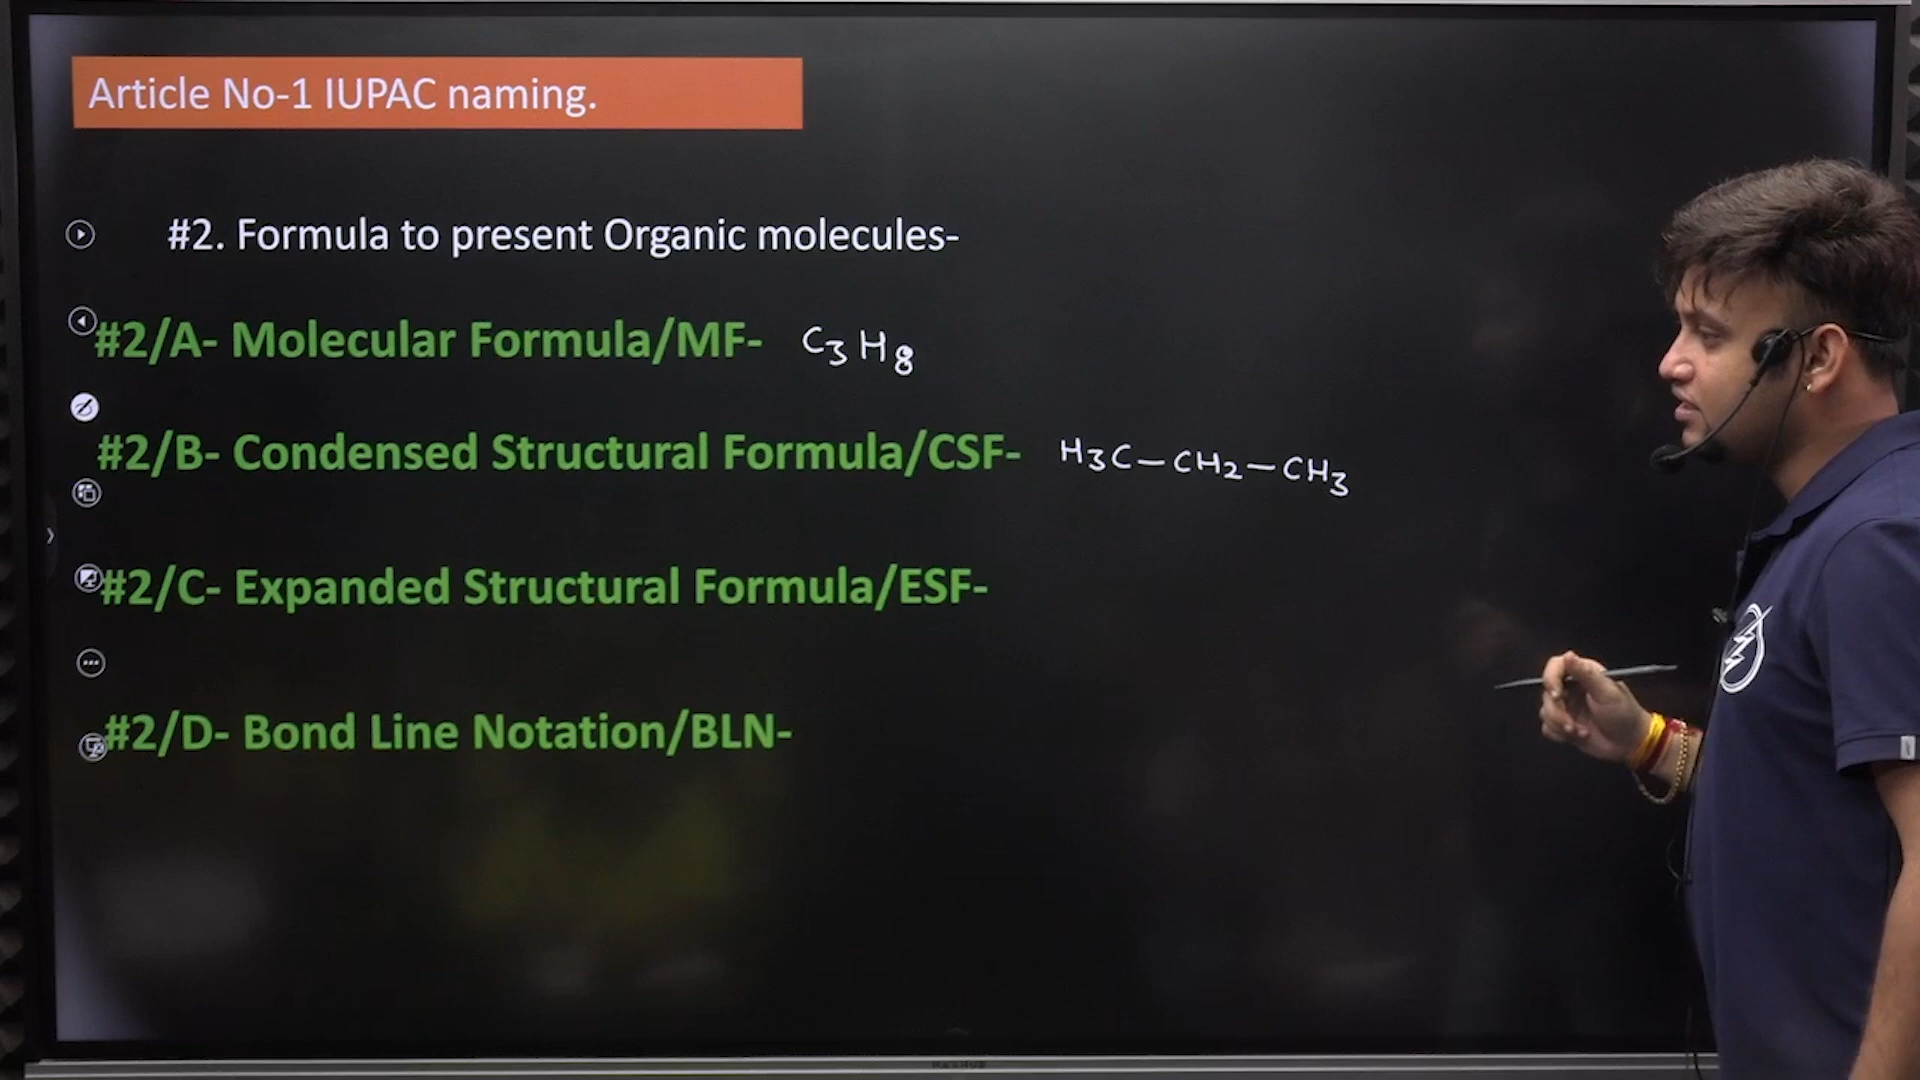 Article No-1 IUPAC naming.
#2. Formula to present Organic molecules-
#2/A- Molecular Formula/MF- C3H8
#2/B- Condensed Structural Formula/CSF- H3C—CH2—CH3
#2/C- Expanded Structural Formula/ESF-
#2/D- Bond Line Notation/BLN-